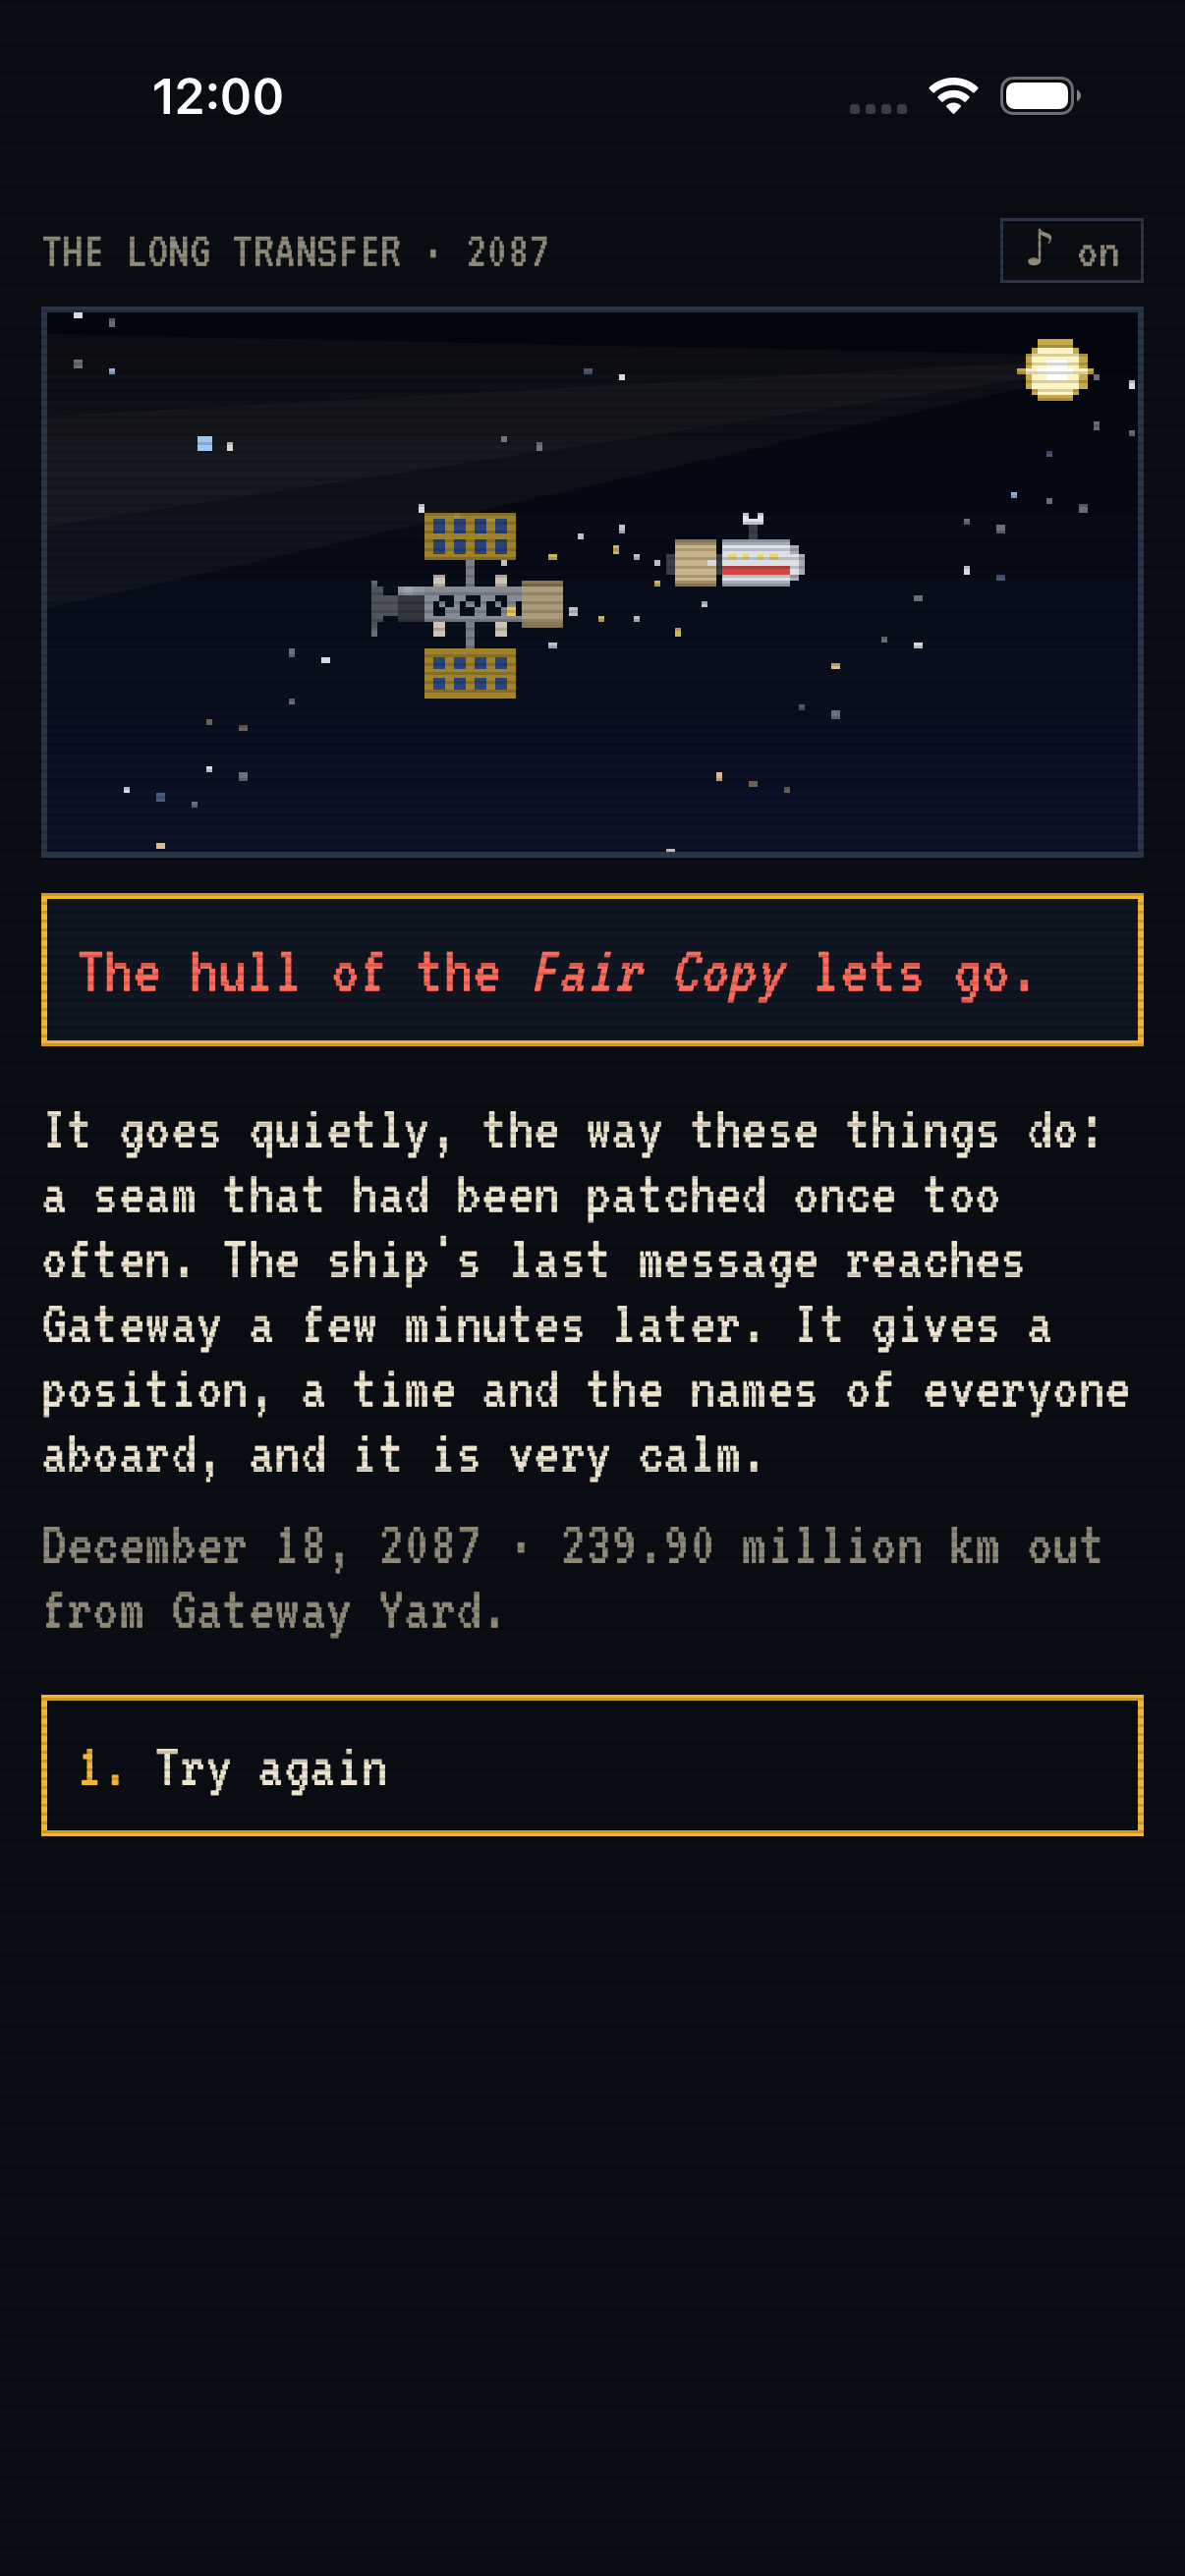 12:00
THE LONG TRANSFER · 2087
♪ on
The hull of the Fair Copy lets go.
It goes quietly, the way these things do:
a seam that had been patched once too
often. The ship's last message reaches
Gateway a few minutes later. It gives a
position, a time and the names of everyone
aboard, and it is very calm.
December 18, 2087 · 239.90 million km out
from Gateway Yard.
1. Try again